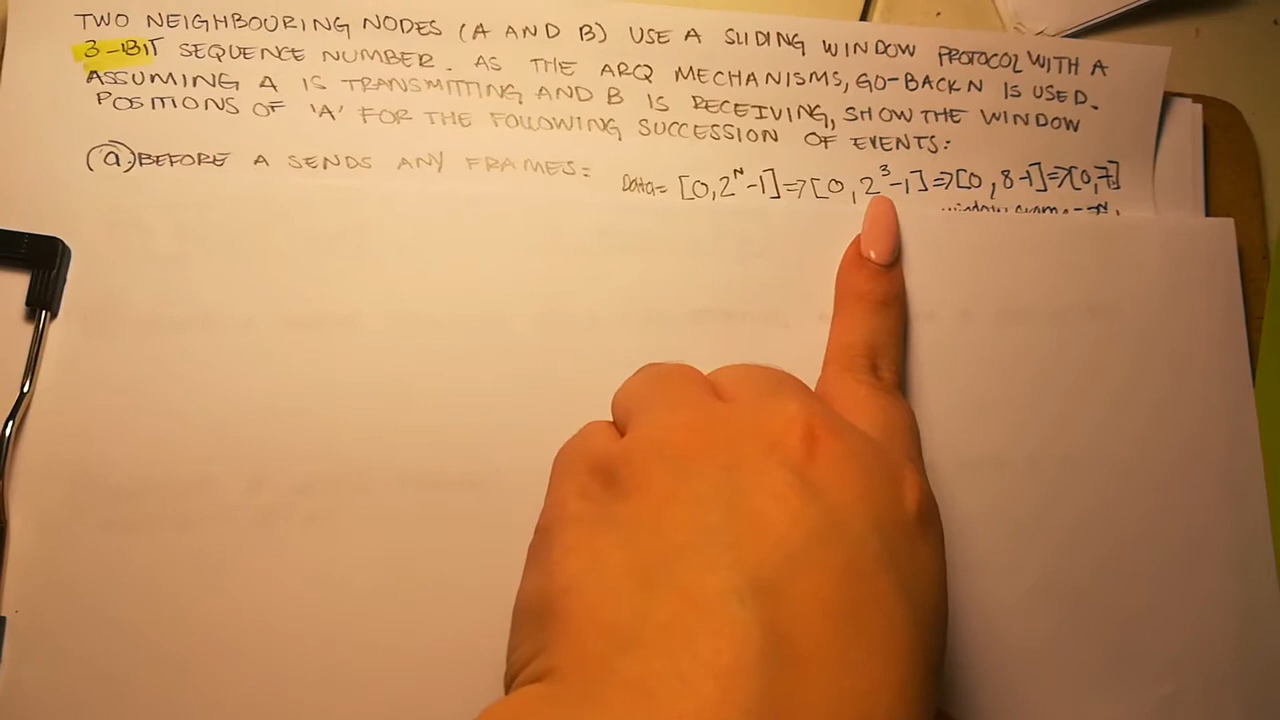 TWO NEIGHBOURING NODES (A AND B) USE A SLIDING WINDOW PROTOCOL WITH A
3-BIT SEQUENCE NUMBER. AS THE ARQ MECHANISMS, GO-BACK N IS USED.
ASSUMING A IS TRANSMITTING AND B IS RECEIVING, SHOW THE WINDOW
POSITIONS OF 'A' FOR THE FOLLOWING SUCCESSION OF EVENTS:
(a) BEFORE A SENDS ANY FRAMES:
Data= [0, 2^N-1] => [0, 2^3-1] => [0, 8-1] => [0, 7]